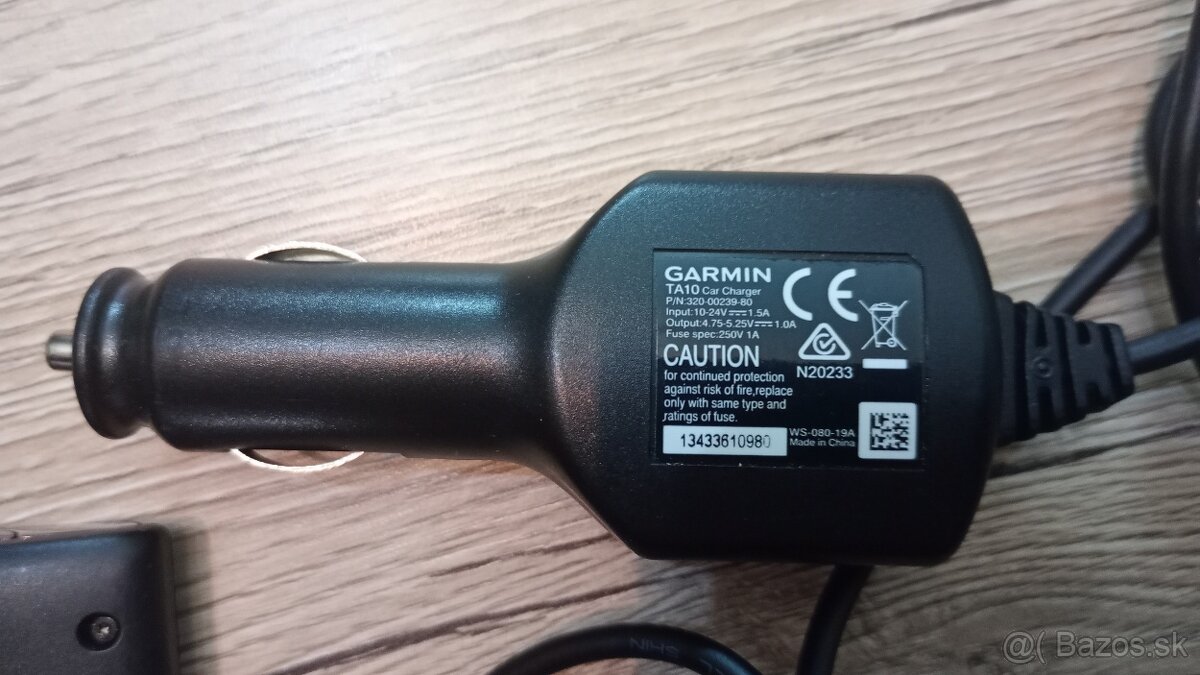 GARMIN
TA10 Car Charger
P/N:320-00239-80
Input:10-24V⎓1.5A
Output:4.75-5.25V⎓1.0A
Fuse spec:250V 1A
CE
N20233
CAUTION
for continued protection
against risk of fire,replace
only with same type and
ratings of fuse.
13433610980
WS-080-19A
Made in China
SHIN
@( Bazos.sk